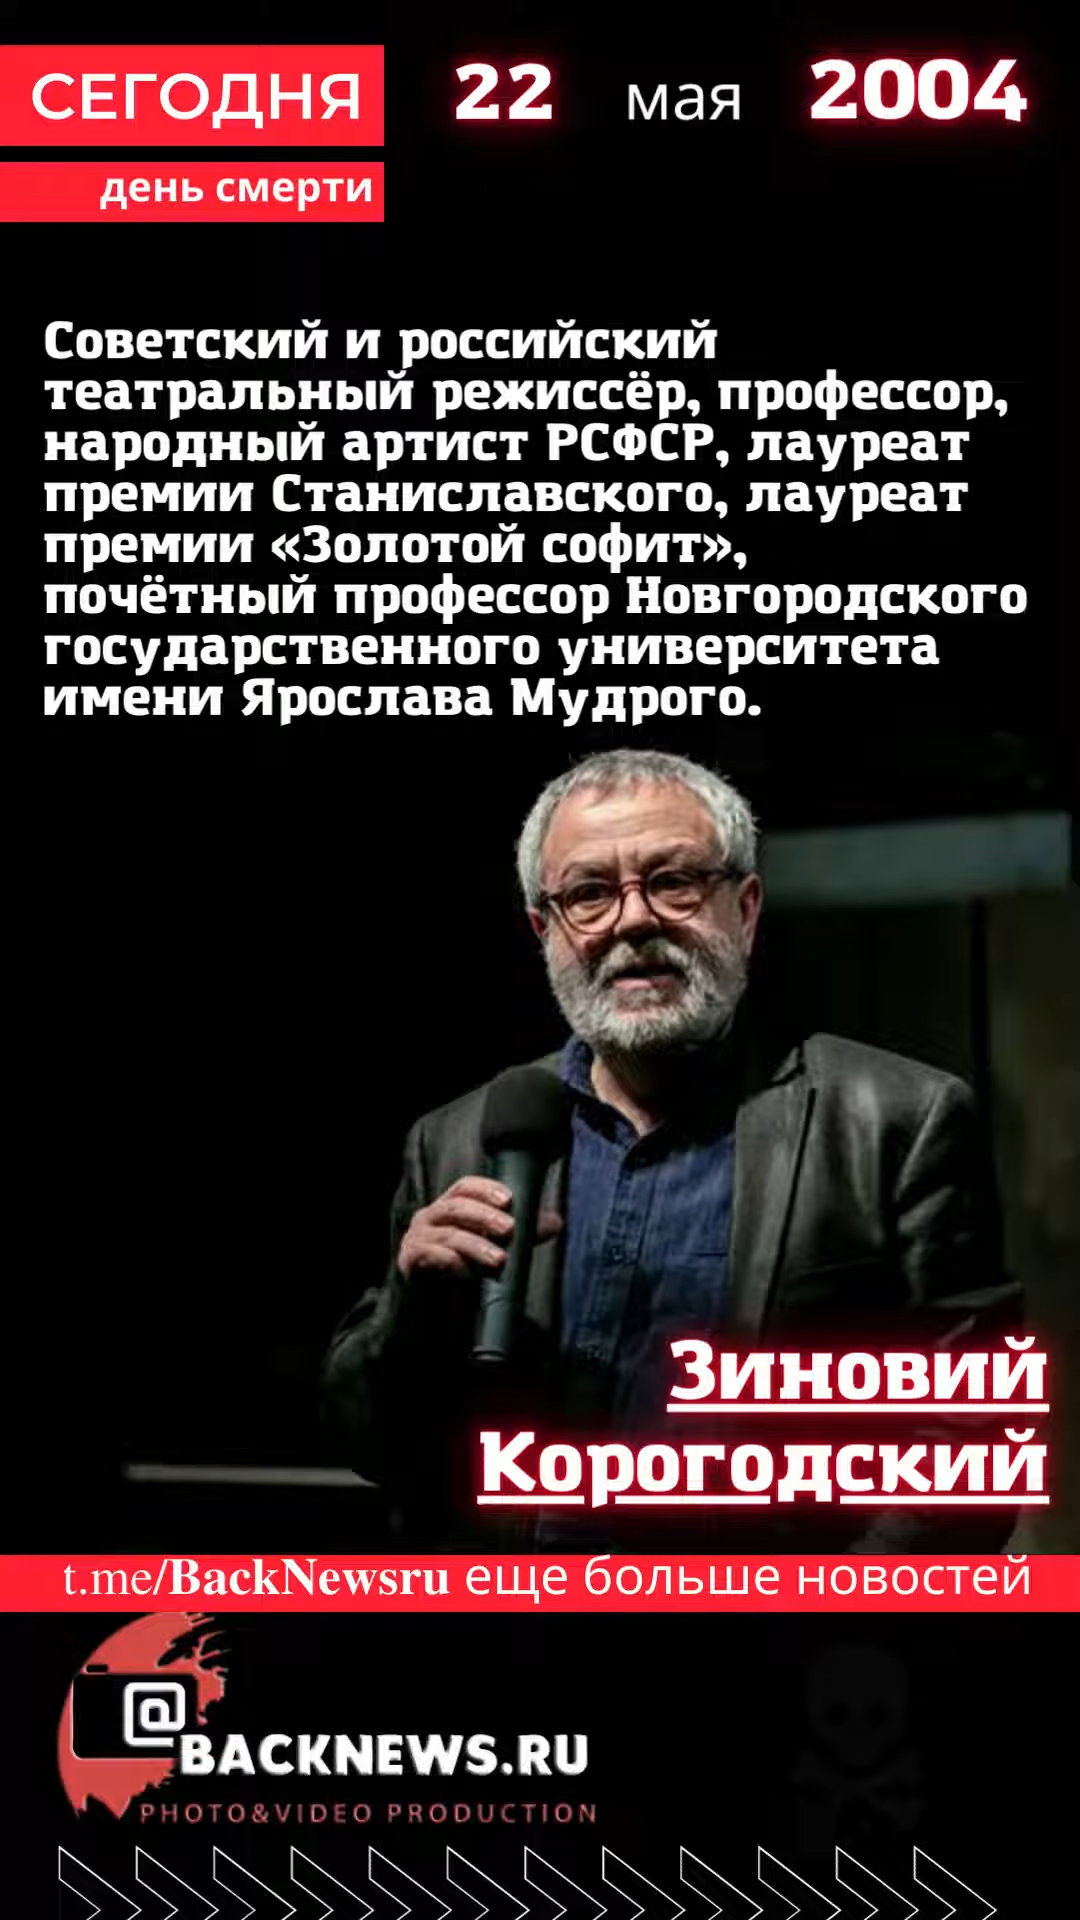 СЕГОДНЯ
22 мая 2004
день смерти
Советский и российский
театральный режиссёр, профессор,
народный артист РСФСР, лауреат
премии Станиславского, лауреат
премии «Золотой софит»,
почётный профессор Новгородского
государственного университета
имени Ярослава Мудрого.
Зиновий
Корогодский
t.me/BackNewsru еще больше новостей
@BACKNEWS.RU
PHOTO&VIDEO PRODUCTION